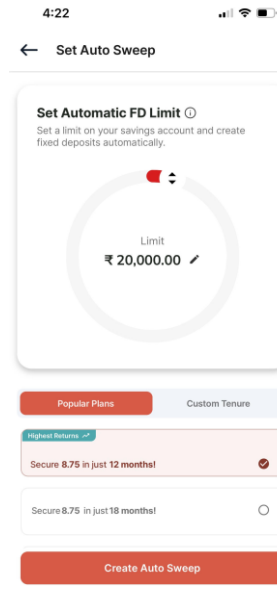 4:22
Set Auto Sweep
Set Automatic FD Limit
Set a limit on your savings account and create
fixed deposits automatically.
Limit
₹ 20,000.00
Popular Plans
Custom Tenure
Highest Returns
Secure 8.75 in just 12 months!
Secure 8.75 in just 18 months!
Create Auto Sweep